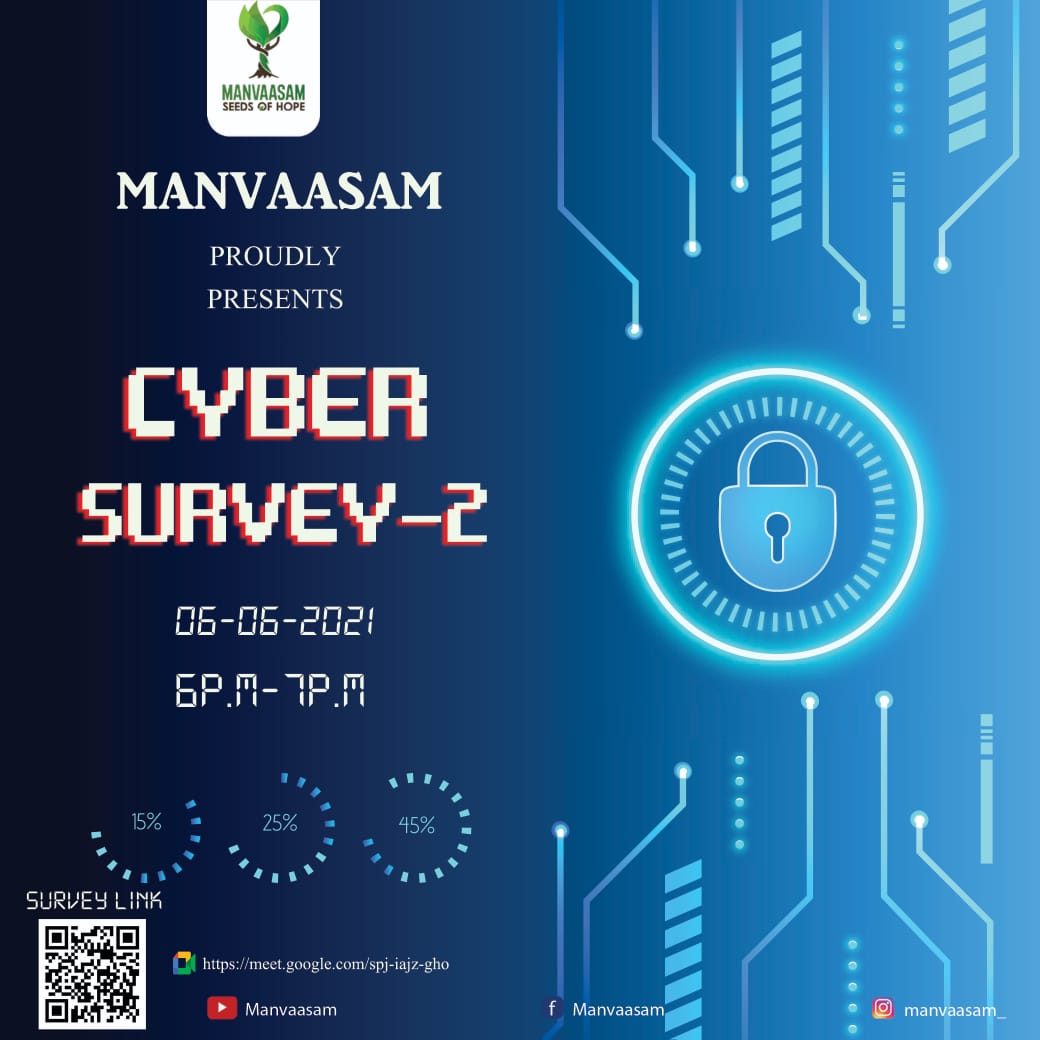 MANVAASAM
SEEDS OF HOPE
MANVAASAM
PROUDLY
PRESENTS
CYBER
SURVEY-2
06-06-2021
6P.M-7P.M
15%
25%
45%
SURVEY LINK
https://meet.google.com/spj-iajz-gho
Manvaasam
Manvaasam
manvaasam_